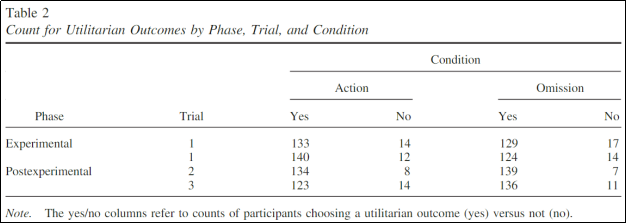 Table 2
Count for Utilitarian Outcomes by Phase, Trial, and Condition
Condition
Action Omission
Phase Trial Yes No Yes No
Experimental 1 133 14 129 17
1 140 12 124 14
Postexperimental 2 134 8 139 7
3 123 14 136 11
Note. The yes/no columns refer to counts of participants choosing a utilitarian outcome (yes) versus not (no).